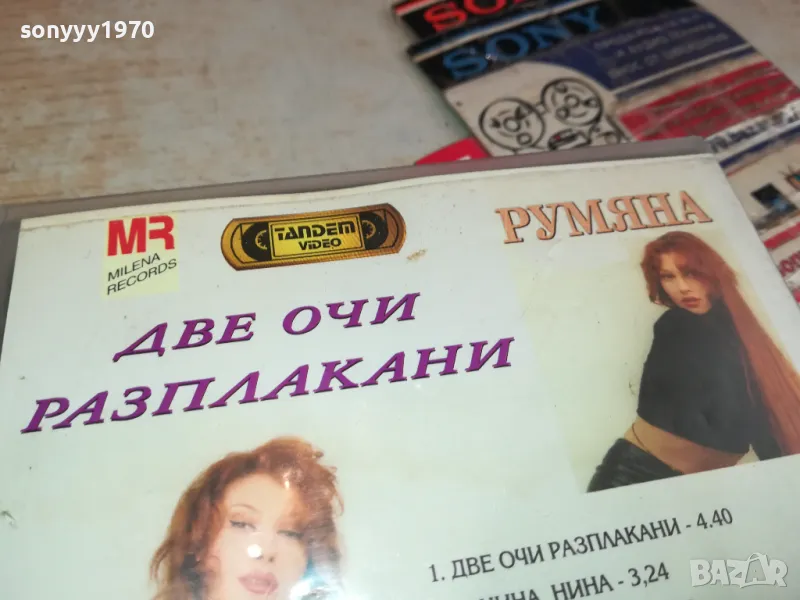 sonyyy1970
SONY
MR
MILENA
RECORDS
TANDEM
VIDEO
РУМЯНА
ДВЕ ОЧИ
РАЗПЛАКАНИ
1. ДВЕ ОЧИ РАЗПЛАКАНИ - 4.40
НИНА - 3,24
BAZAR